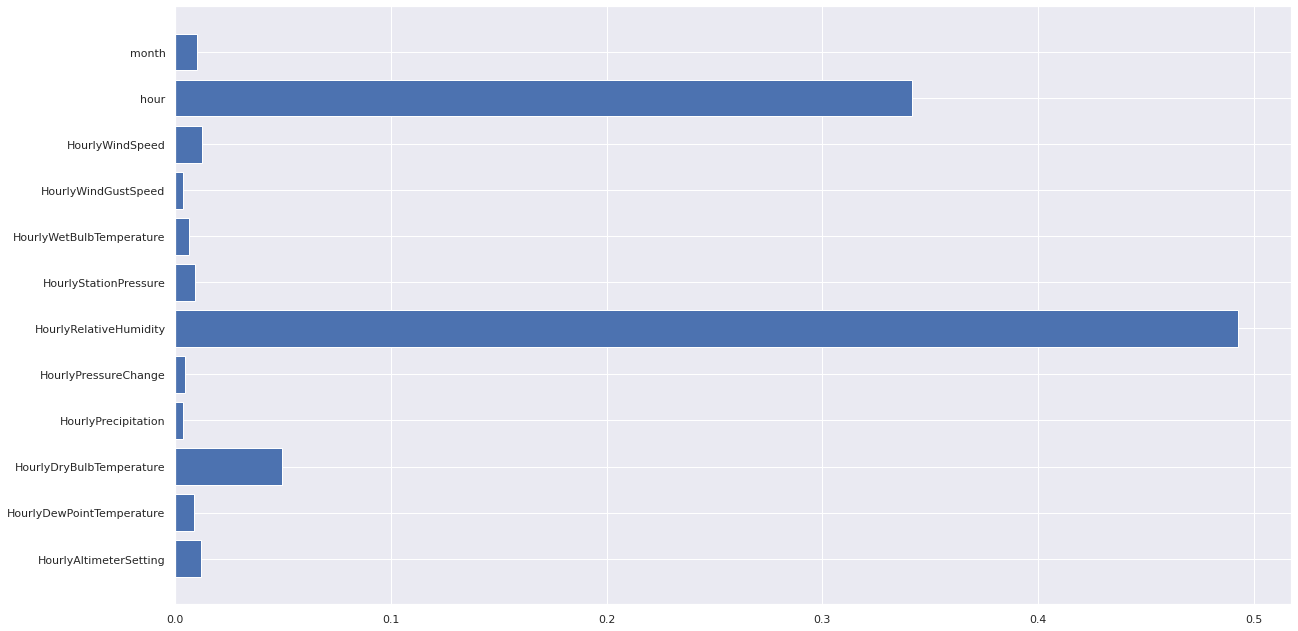 month
hour
HourlyWindSpeed
HourlyWindGustSpeed
HourlyWetBulbTemperature
HourlyStationPressure
HourlyRelativeHumidity
HourlyPressureChange
HourlyPrecipitation
HourlyDryBulbTemperature
HourlyDewPointTemperature
HourlyAltimeterSetting
0.0 0.1 0.2 0.3 0.4 0.5